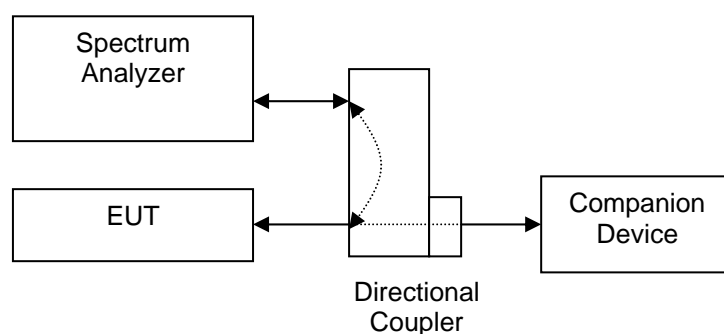 Spectrum
Analyzer
EUT
Companion
Device
Directional
Coupler